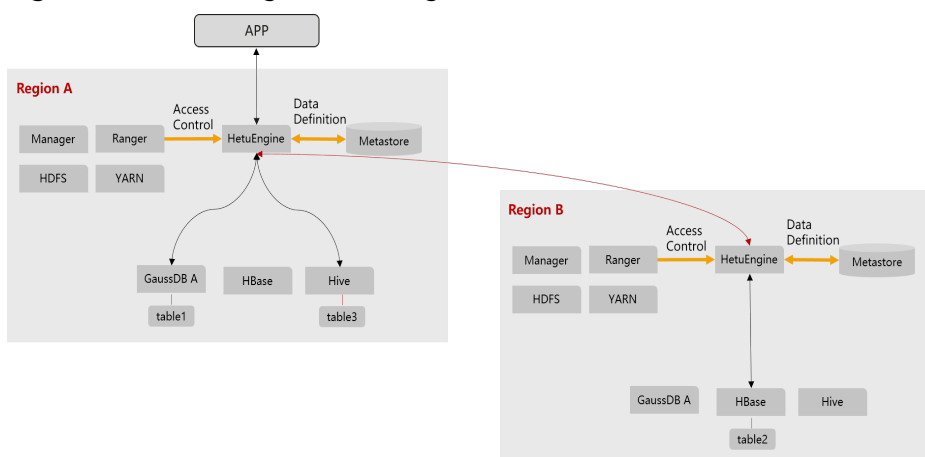 APP
Region A
Access
Control
Data
Definition
Manager
Ranger
HetuEngine
Metastore
HDFS
YARN
GaussDB A
HBase
Hive
table1
table3
Region B
Access
Control
Data
Definition
Manager
Ranger
HetuEngine
Metastore
HDFS
YARN
GaussDB A
HBase
Hive
table2